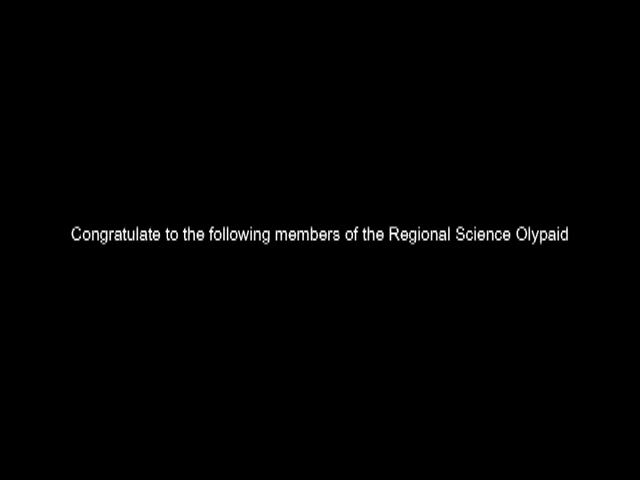 Congratulate to the following members of the Regional Science Olypaid